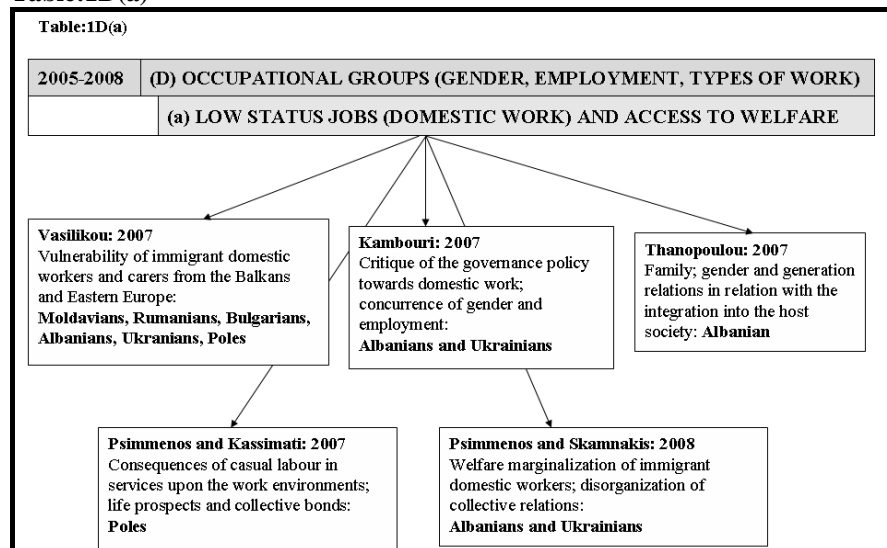 Table:1D(a)
2005-2008 (D) OCCUPATIONAL GROUPS (GENDER, EMPLOYMENT, TYPES OF WORK)
(a) LOW STATUS JOBS (DOMESTIC WORK) AND ACCESS TO WELFARE
Vasilikou: 2007
Vulnerability of immigrant domestic
workers and carers from the Balkans
and Eastern Europe:
Moldavians, Rumanians, Bulgarians,
Albanians, Ukranians, Poles
Kambouri: 2007
Critique of the governance policy
towards domestic work;
concurrence of gender and
employment:
Albanians and Ukrainians
Thanopoulou: 2007
Family; gender and generation
relations in relation with the
integration into the host
society: Albanian
Psimmenos and Kassimati: 2007
Consequences of casual labour in
services upon the work environments;
life prospects and collective bonds:
Poles
Psimmenos and Skamnakis: 2008
Welfare marginalization of immigrant
domestic workers; disorganization of
collective relations:
Albanians and Ukrainians